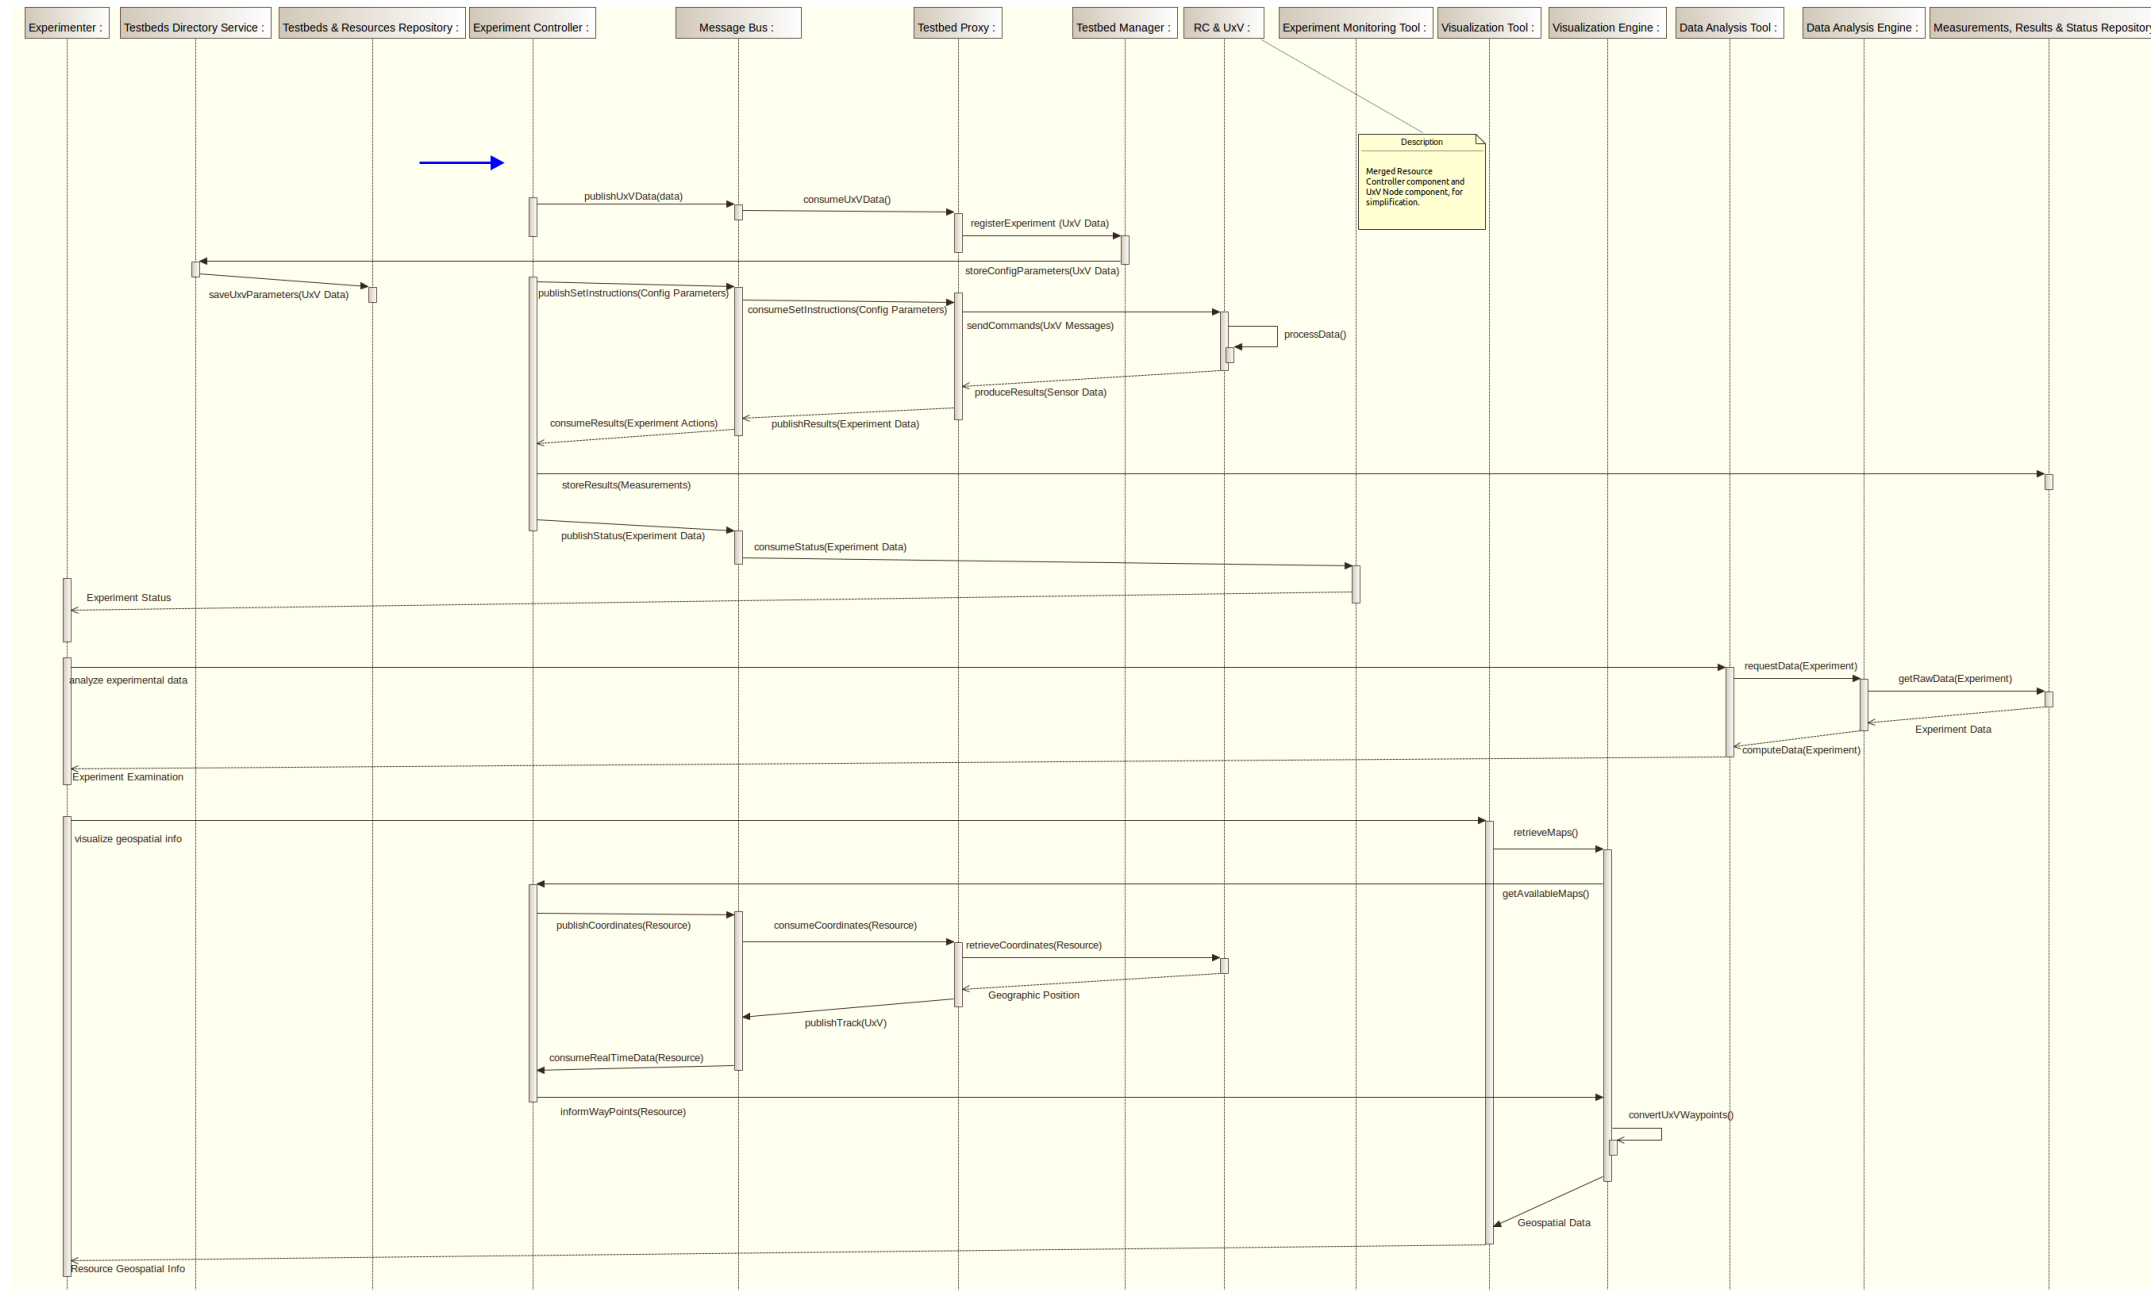 Experimenter :
Testbeds Directory Service :
Testbeds & Resources Repository :
Experiment Controller :
Message Bus :
Testbed Proxy :
Testbed Manager :
RC & UxV :
Experiment Monitoring Tool :
Visualization Tool :
Visualization Engine :
Data Analysis Tool :
Data Analysis Engine :
Measurements, Results & Status Repository
Description
Merged Resource
Controller component and
UxV Node component, for
simplification.
publishUxVData(data)
consumeUxVData()
registerExperiment (UxV Data)
storeConfigParameters(UxV Data)
saveUxvParameters(UxV Data)
publishSetInstructions(Config Parameters)
consumeSetInstructions(Config Parameters)
sendCommands(UxV Messages)
processData()
produceResults(Sensor Data)
publishResults(Experiment Data)
consumeResults(Experiment Actions)
storeResults(Measurements)
publishStatus(Experiment Data)
consumeStatus(Experiment Data)
Experiment Status
analyze experimental data
requestData(Experiment)
getRawData(Experiment)
Experiment Data
computeData(Experiment)
Experiment Examination
visualize geospatial info
retrieveMaps()
getAvailableMaps()
publishCoordinates(Resource)
consumeCoordinates(Resource)
retrieveCoordinates(Resource)
Geographic Position
publishTrack(UxV)
consumeRealTimeData(Resource)
informWayPoints(Resource)
convertUxVWaypoints()
Geospatial Data
Resource Geospatial Info